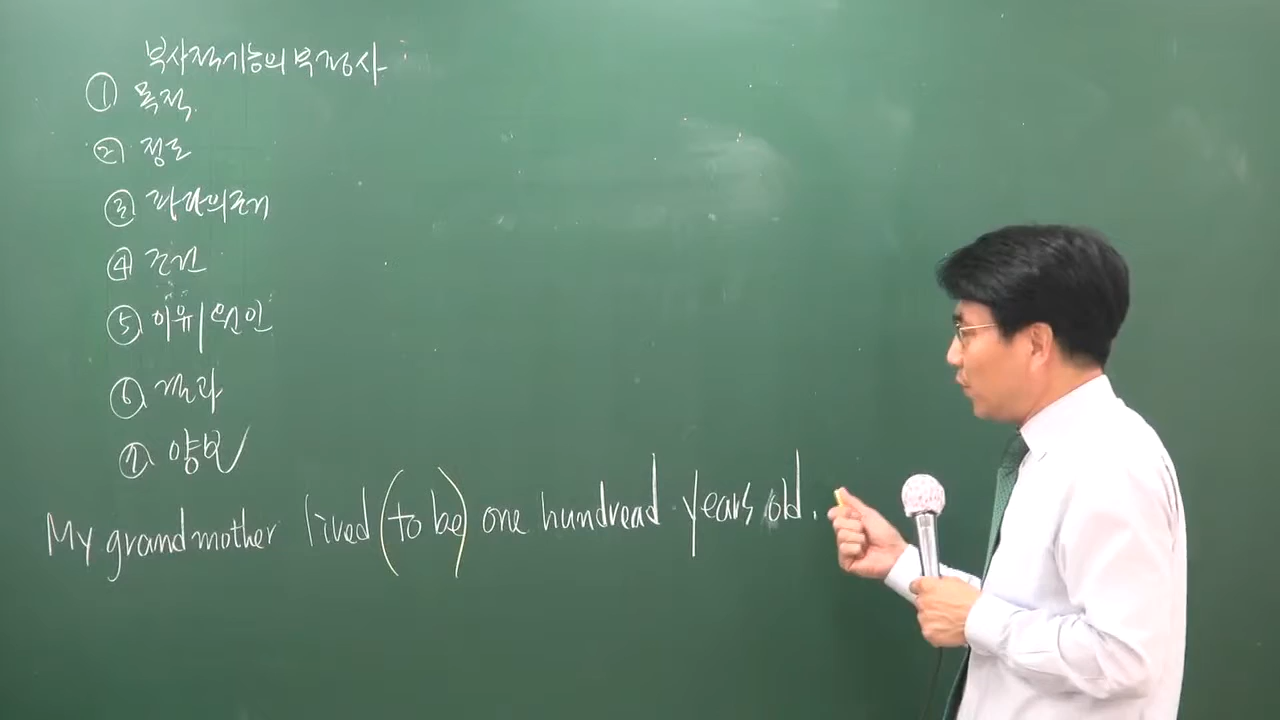 부사적기능의 부정사
① 목적
② 정도
③ 판단의 근거
④ 조건
⑤ 이유/원인
⑥ 결과
⑦ 양보
My grandmother lived (to be) one hundread years old.